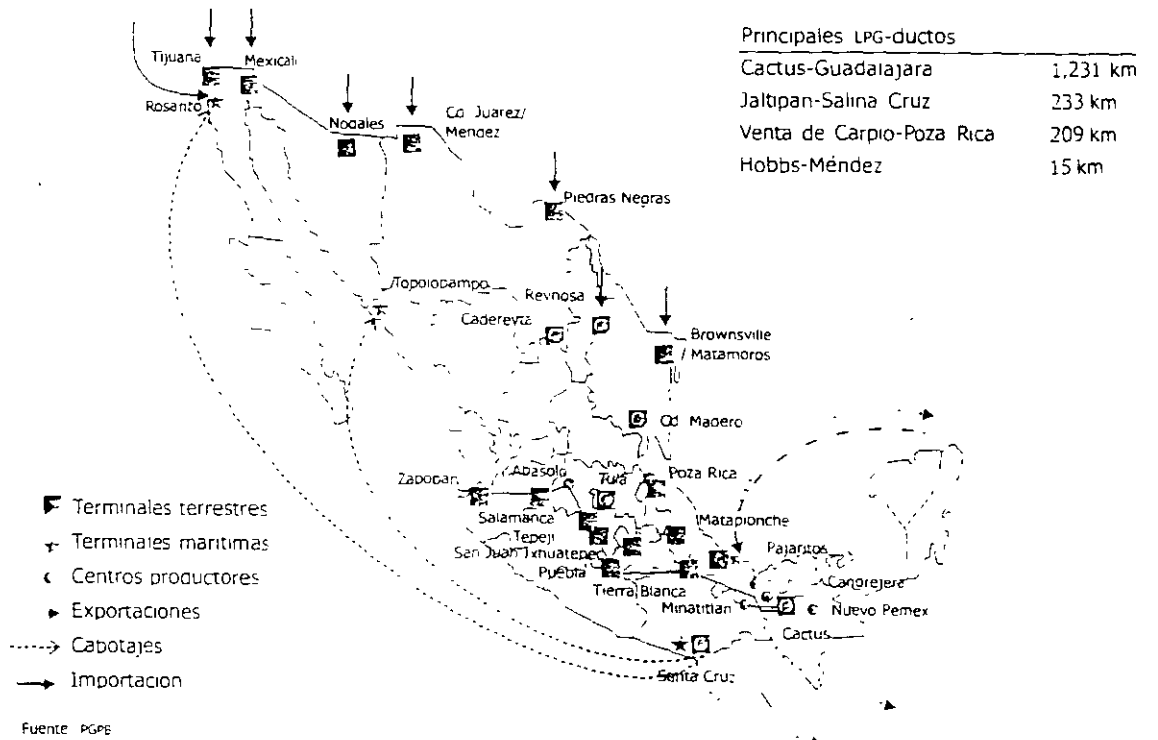 Principales LPG-ductos
Cactus-Guadalajara 1,231 km
Jaltipan-Salina Cruz 233 km
Venta de Carpio-Poza Rica 209 km
Hobbs-Méndez 15 km
Tijuana
Mexicali
Rosarito
Nogales
Cd Juarez/
Mendez
Piedras Negras
Topolobampo
Reynosa
Cadereyta
Brownsville
/ Matamoros
Cd Madero
Zapopan
Abasolo
Tula
Poza Rica
Salamanca
Tepeji
San Juan Ixhuatepec
Puebla
Matapionche
Pajaritos
Tierra Blanca
Cangrejera
Minatitlan
Nuevo Pemex
Cactus
Santa Cruz
Terminales terrestres
Terminales maritimas
Centros productores
Exportaciones
Cabotajes
Importacion
Fuente PGPB